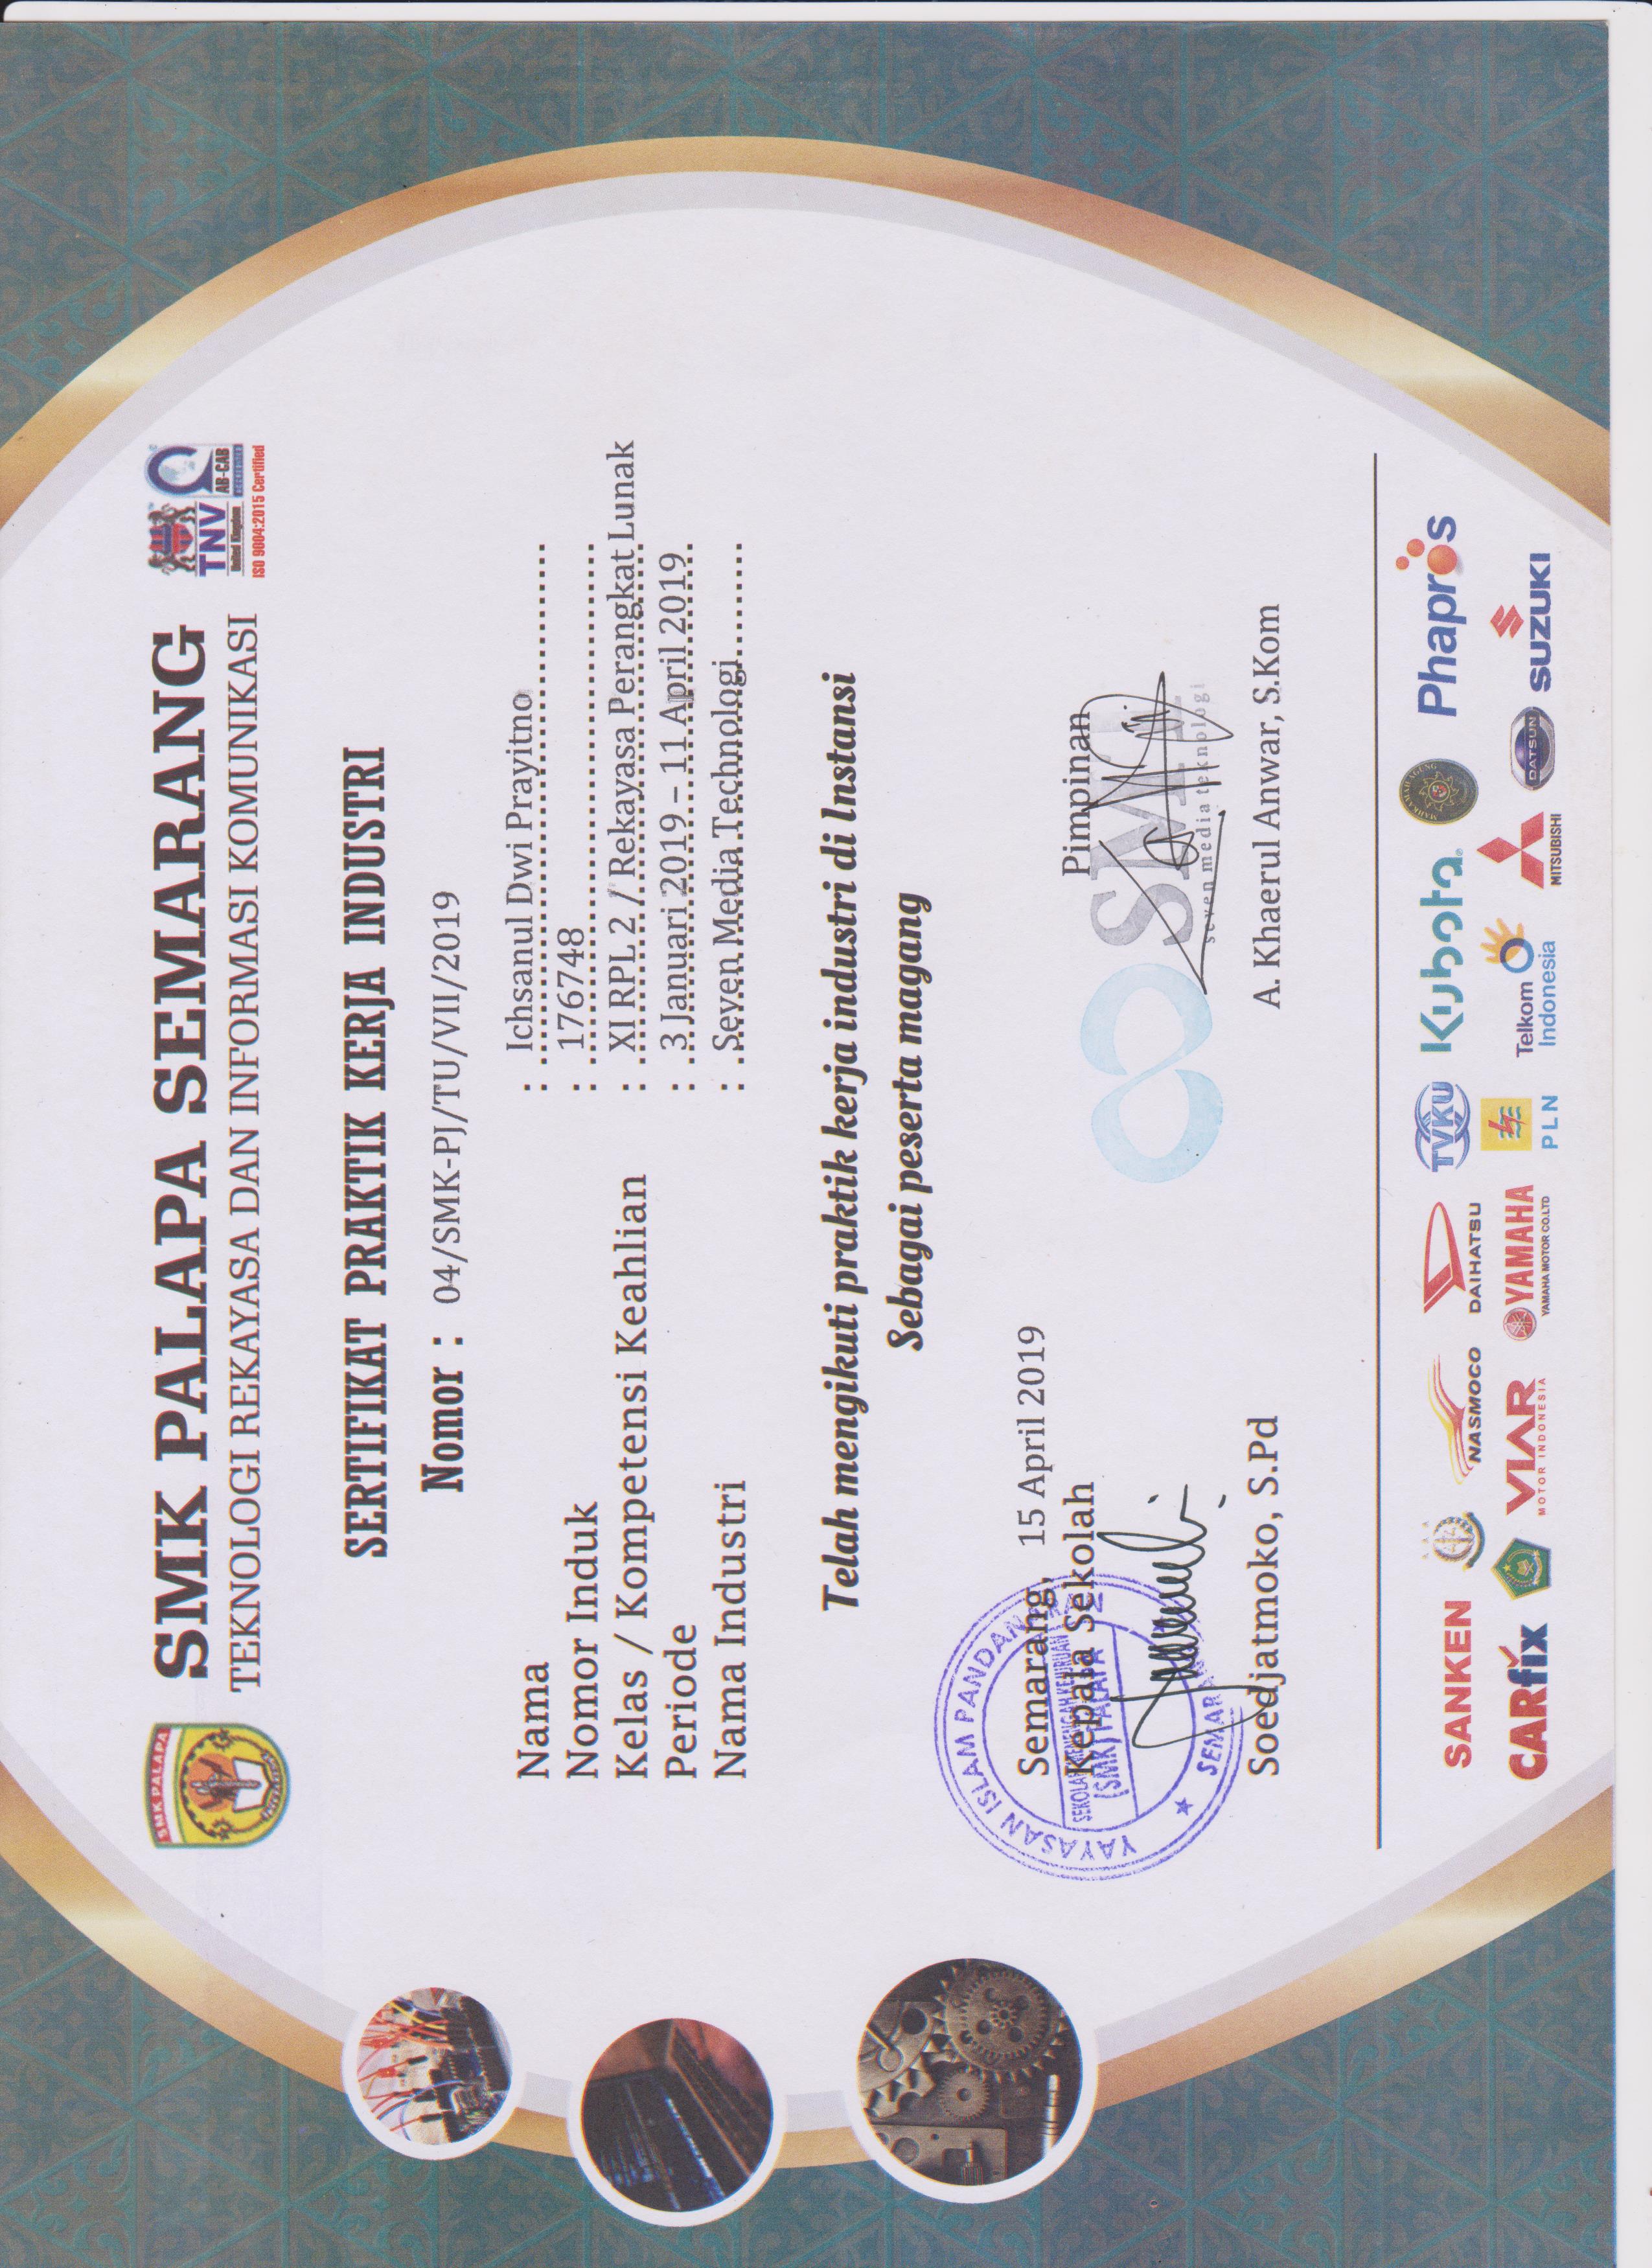 SMK PALAPA
SMK PALAPA SEMARANG
TEKNOLOGI REKAYASA DAN INFORMASI KOMUNIKASI
TNV
United Kingdom
AB-CAB
ACCREDITED
ISO 9004:2015 Certified
SERTIFIKAT PRAKTIK KERJA INDUSTRI
Nomor : 04/SMK-PJ/TU/VII/2019
Nama : Ichsanul Dwi Prayitno
Nomor Induk : 176748
Kelas / Kompetensi Keahlian : XI RPL 2 / Rekayasa Perangkat Lunak
Periode : 3 Januari 2019 – 11 April 2019
Nama Industri : Seven Media Technologi
Telah mengikuti praktik kerja industri di Instansi
Sebagai peserta magang
YAYASAN ISLAM PANDAN
SEKOLAH MENENGAH KEJURUAN
(SMK) PALAPA
SEMARANG
Semarang, 15 April 2019
Kepala Sekolah
Soedjatmoko, S.Pd
Pimpinan
SMT
seven media teknologi
A. Khaerul Anwar, S.Kom
SANKEN
NASMOCO
DAIHATSU
TVKU
Kubota
MAHKAMAH AGUNG
Phapros
CARfix
VIAR
MOTOR INDONESIA
YAMAHA
YAMAHA MOTOR CO.LTD
PLN
Telkom
Indonesia
MITSUBISHI
DATSUN
SUZUKI